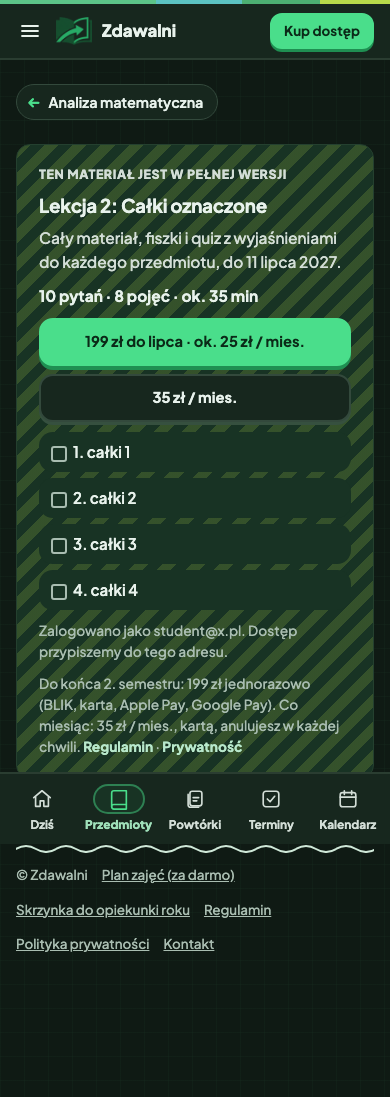 Zdawalni
Kup dostęp
← Analiza matematyczna
TEN MATERIAŁ JEST W PEŁNEJ WERSJI
Lekcja 2: Całki oznaczone
Cały materiał, fiszki i quiz z wyjaśnieniami
do każdego przedmiotu, do 11 lipca 2027.
10 pytań · 8 pojęć · ok. 35 min
199 zł do lipca · ok. 25 zł / mies.
35 zł / mies.
1. całki 1
2. całki 2
3. całki 3
4. całki 4
Zalogowano jako student@x.pl. Dostęp
przypiszemy do tego adresu.
Do końca 2. semestru: 199 zł jednorazowo
(BLIK, karta, Apple Pay, Google Pay). Co
miesiąc: 35 zł / mies., kartą, anulujesz w każdej
chwili. Regulamin · Prywatność
Dziś Przedmioty Powtórki Terminy Kalendarz
© Zdawalni Plan zajęć (za darmo)
Skrzynka do opiekunki roku Regulamin
Polityka prywatności Kontakt